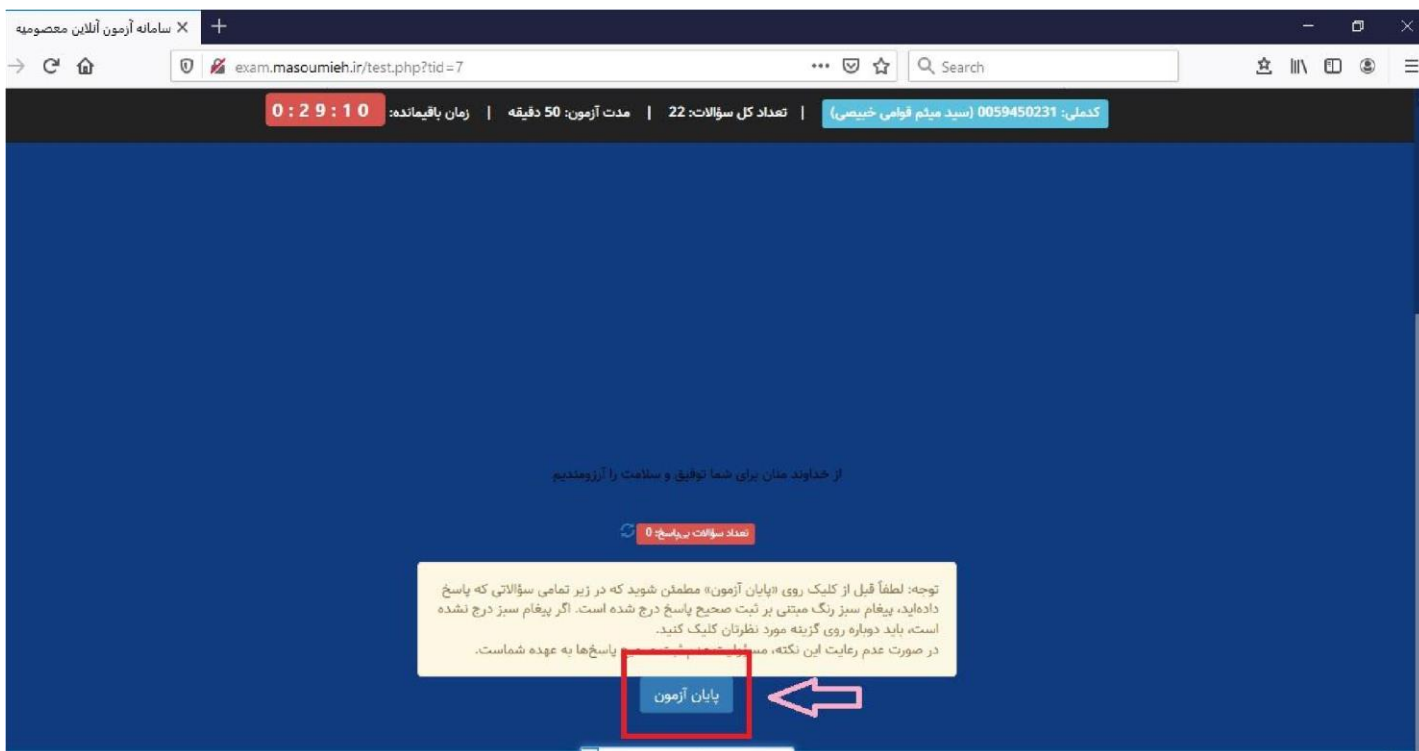 سامانه آزمون آنلاین معصومیه
exam.masoumieh.ir/test.php?tid=7
Search
کدملی: 0059450231 (سید میثم قوامی خبیصی) | تعداد کل سؤالات: 22 | مدت آزمون: 50 دقیقه | زمان باقیمانده: 0:29:10
از خداوند منان برای شما توفیق و سلامت را آرزومندیم
تعداد سؤالات بی‌پاسخ: 0
توجه: لطفاً قبل از کلیک روی «پایان آزمون» مطمئن شوید که در زیر تمامی سؤالاتی که پاسخ
داده‌اید، پیغام سبز رنگ مبتنی بر ثبت صحیح پاسخ درج شده است. اگر پیغام سبز درج نشده
است، باید دوباره روی گزینه مورد نظرتان کلیک کنید.
در صورت عدم رعایت این نکته، مسئولیت عدم ثبت صحیح پاسخ‌ها به عهده شماست.
پایان آزمون